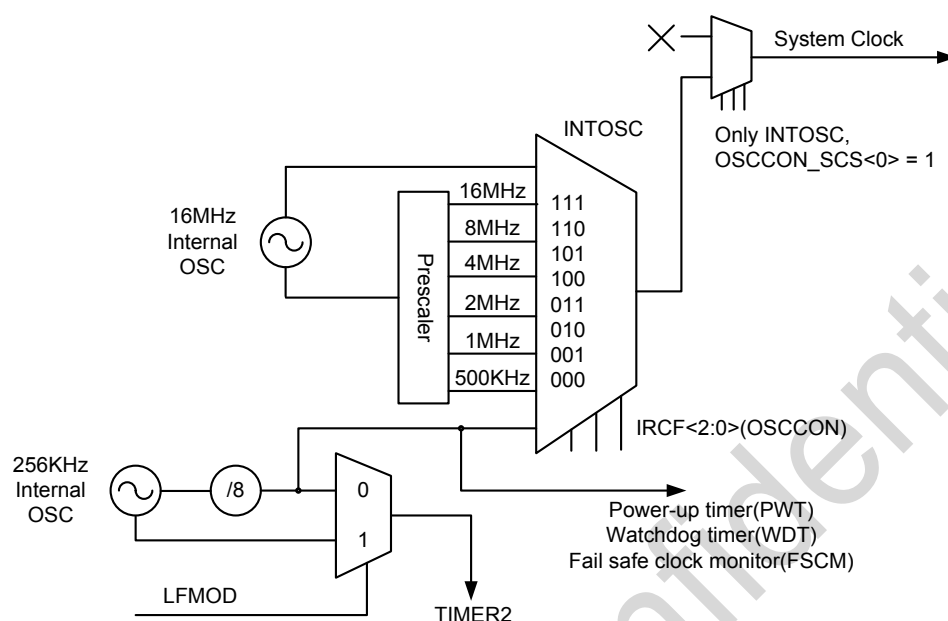 System Clock
INTOSC
Only INTOSC,
OSCCON_SCS<0> = 1
16MHz
Internal
OSC
Prescaler
16MHz
8MHz
4MHz
2MHz
1MHz
500KHz
111
110
101
100
011
010
001
000
IRCF<2:0>(OSCCON)
256KHz
Internal
OSC
/8
0
1
Power-up timer(PWT)
Watchdog timer(WDT)
Fail safe clock monitor(FSCM)
LFMOD
TIMER2